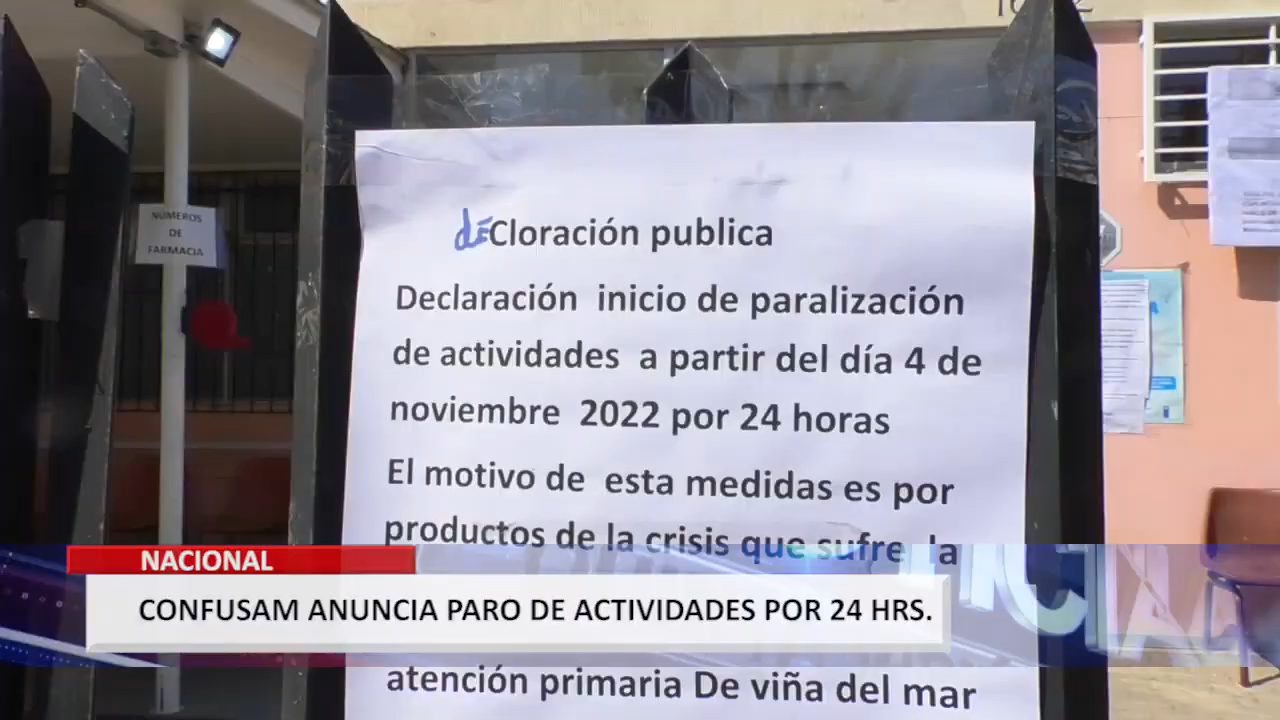 NÚMEROS
DE
FARMACIA
deCloración publica
Declaración inicio de paralización
de actividades a partir del día 4 de
noviembre 2022 por 24 horas
El motivo de esta medidas es por
productos de la crisis que sufre la
NACIONAL
CONFUSAM ANUNCIA PARO DE ACTIVIDADES POR 24 HRS.
atención primaria De viña del mar